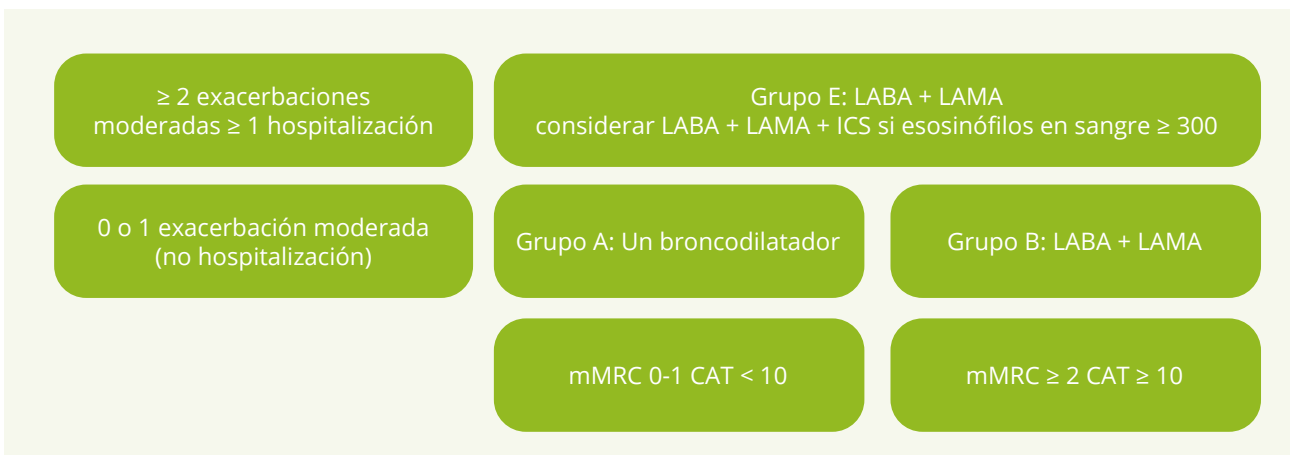 ≥ 2 exacerbaciones
moderadas ≥ 1 hospitalización
Grupo E: LABA + LAMA
considerar LABA + LAMA + ICS si esosinófilos en sangre ≥ 300
0 o 1 exacerbación moderada
(no hospitalización)
Grupo A: Un broncodilatador
Grupo B: LABA + LAMA
mMRC 0-1 CAT < 10
mMRC ≥ 2 CAT ≥ 10